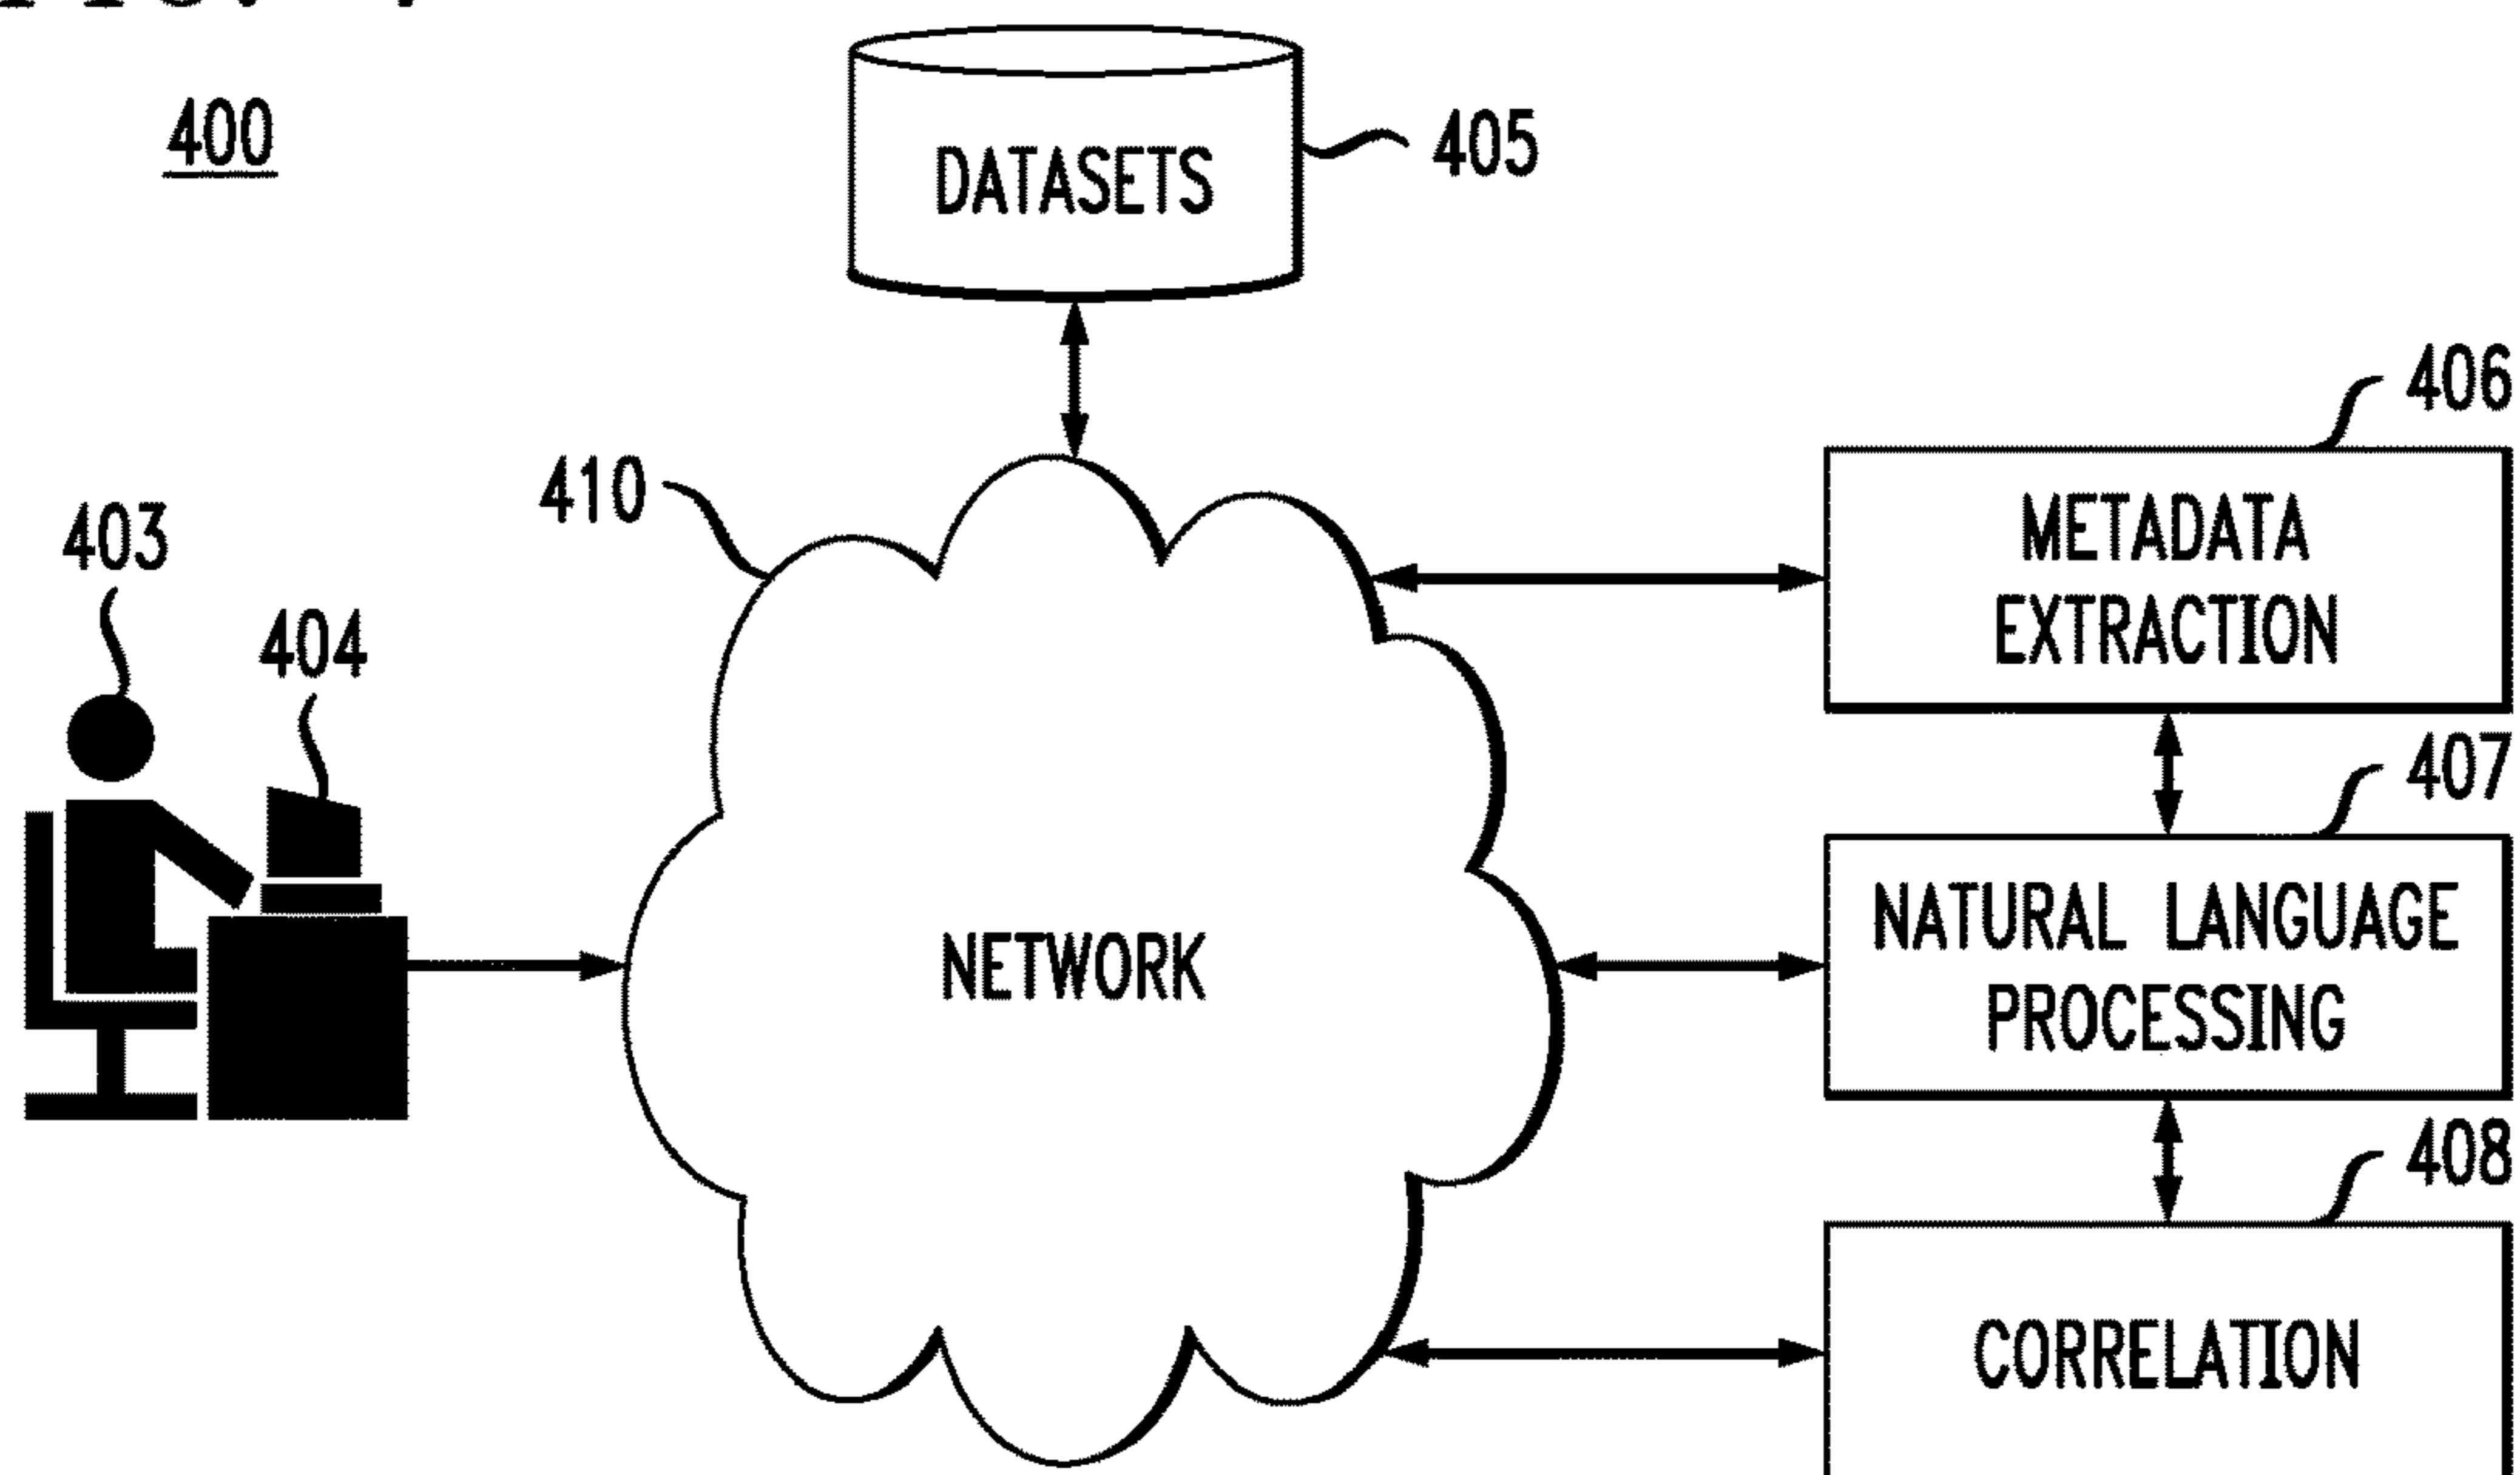 400
DATASETS
405
406
METADATA
EXTRACTION
410
403
404
407
NATURAL LANGUAGE
PROCESSING
NETWORK
408
CORRELATION